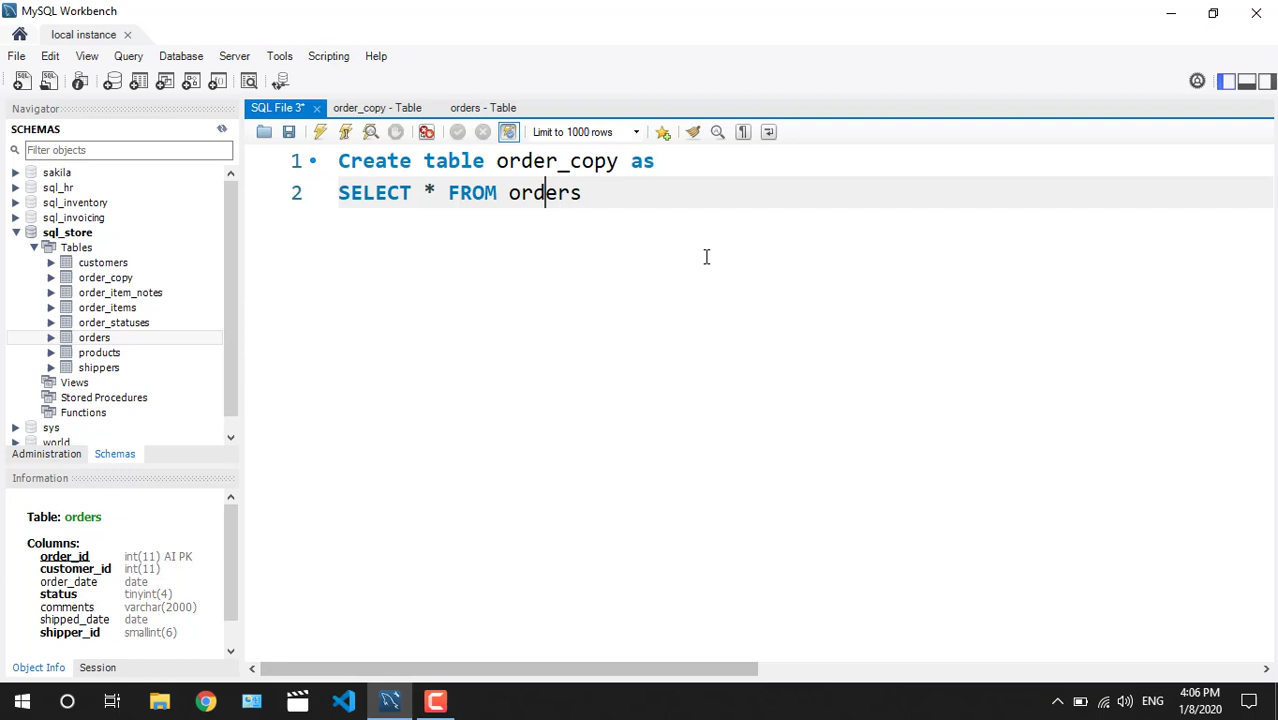 MySQL Workbench
local instance
File Edit View Query Database Server Tools Scripting Help
Navigator
SCHEMAS
Filter objects
sakila
sql_hr
sql_inventory
sql_invoicing
sql_store
Tables
customers
order_copy
order_item_notes
order_items
order_statuses
orders
products
shippers
Views
Stored Procedures
Functions
sys
world
Administration Schemas
Information
Table: orders
Columns:
order_id int(11) AI PK
customer_id int(11)
order_date date
status tinyint(4)
comments varchar(2000)
shipped_date date
shipper_id smallint(6)
Object Info Session
SQL File 3* order_copy - Table orders - Table
Limit to 1000 rows
1 Create table order_copy as
2 SELECT * FROM orders
ENG
4:06 PM
1/8/2020